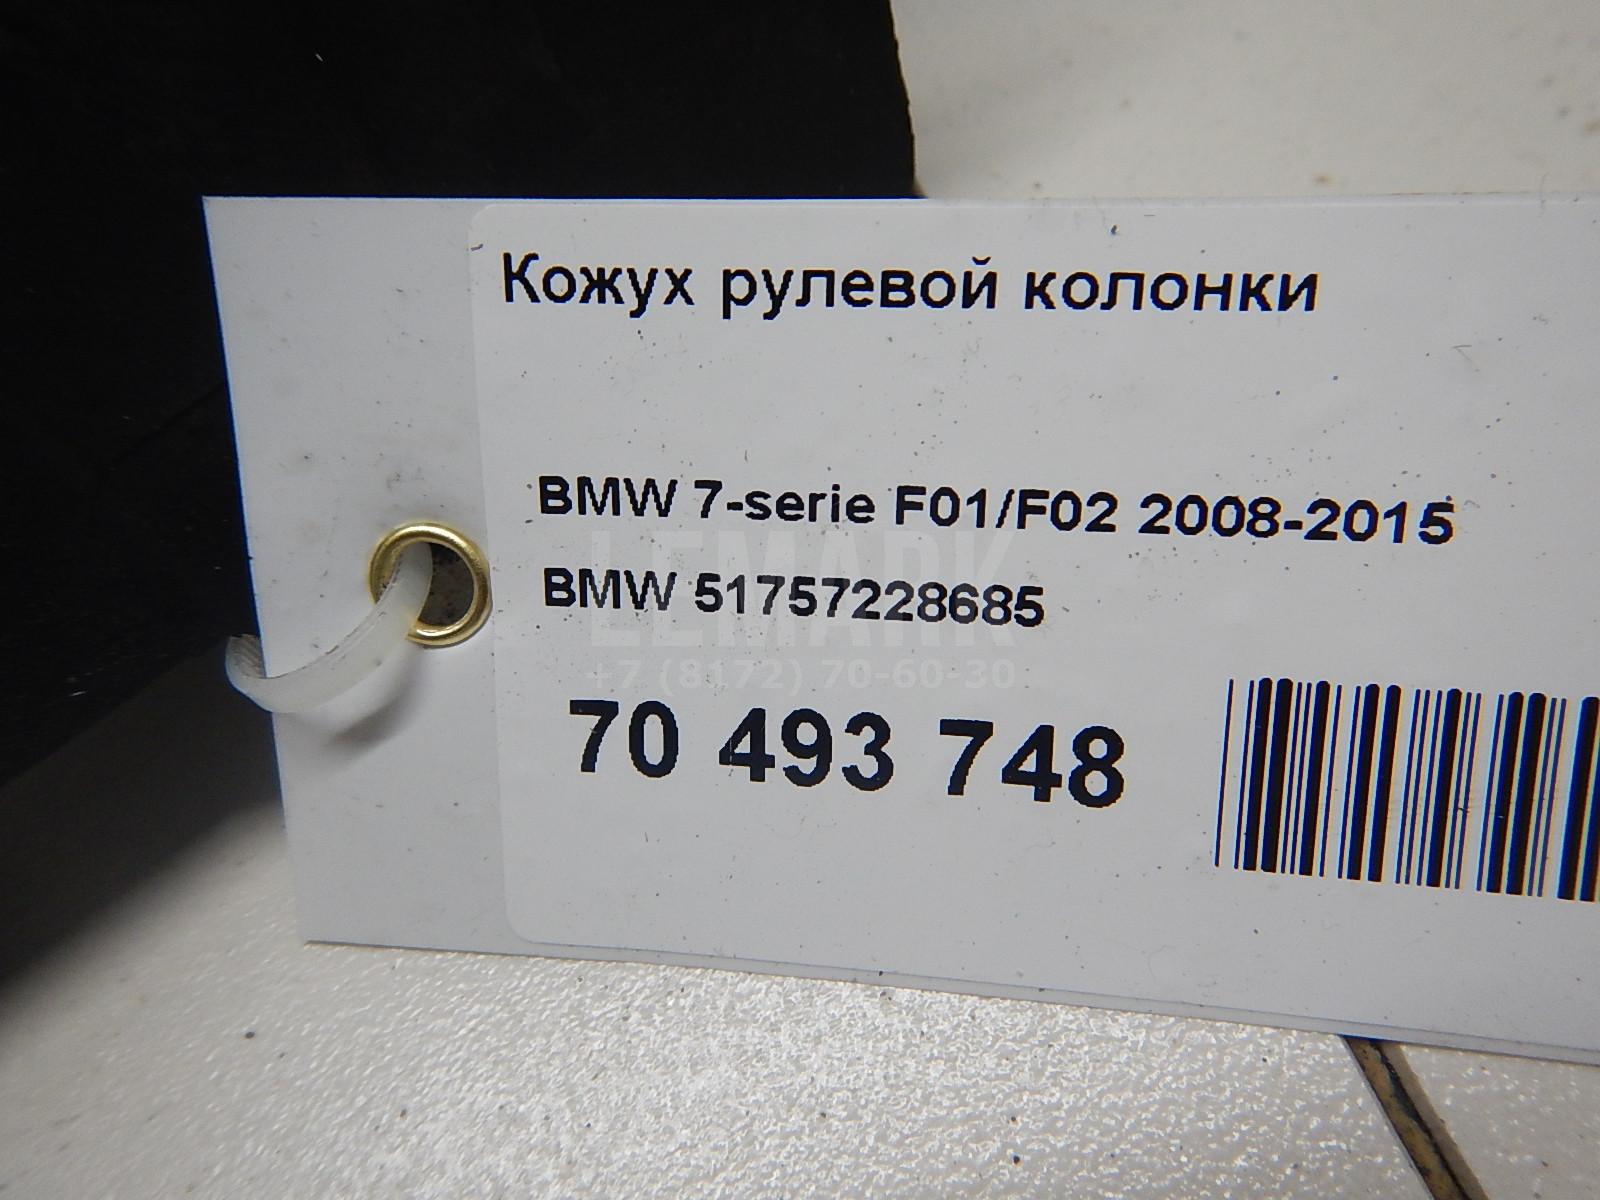 Кожух рулевой колонки
BMW 7-serie F01/F02 2008-2015
BMW 51757228685
LEMARK
+7 (8172) 70-60-30
70 493 748